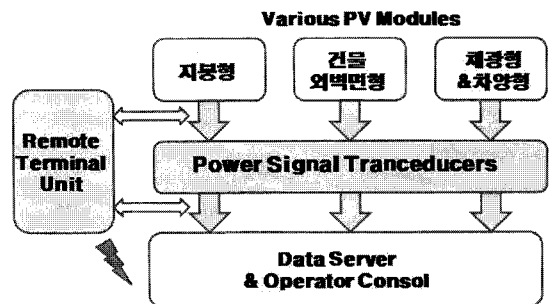 Various PV Modules
지붕형
건물
외벽면형
채광형
&차양형
Remote
Terminal
Unit
Power Signal Tranceducers
Data Server
& Operator Consol